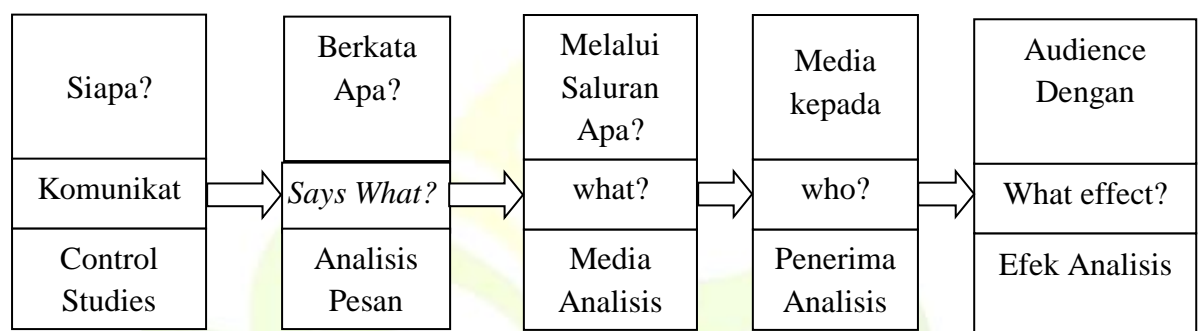 Siapa?
Komunikat
Control
Studies
Berkata
Apa?
Says What?
Analisis
Pesan
Melalui
Saluran
Apa?
what?
Media
Analisis
Media
kepada
who?
Penerima
Analisis
Audience
Dengan
What effect?
Efek Analisis